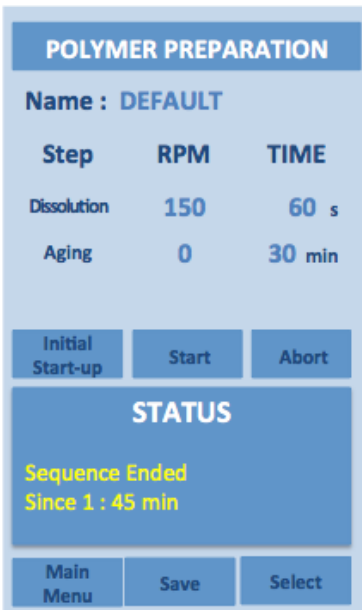 POLYMER PREPARATION
Name : DEFAULT
Step RPM TIME
Dissolution 150 60 s
Aging 0 30 min
Initial
Start-up
Start
Abort
STATUS
Sequence Ended
Since 1 : 45 min
Main
Menu
Save
Select